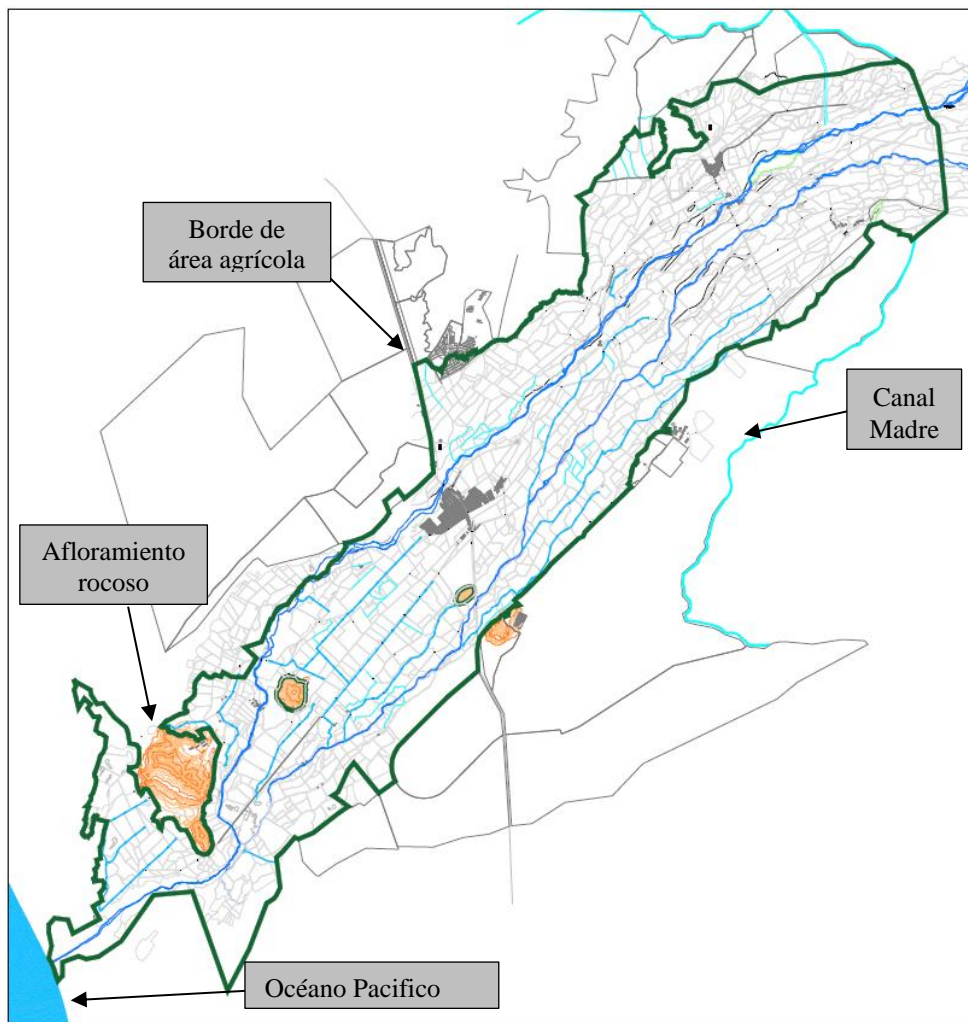 Borde de
área agrícola
Canal
Madre
Afloramiento
rocoso
Océano Pacifico